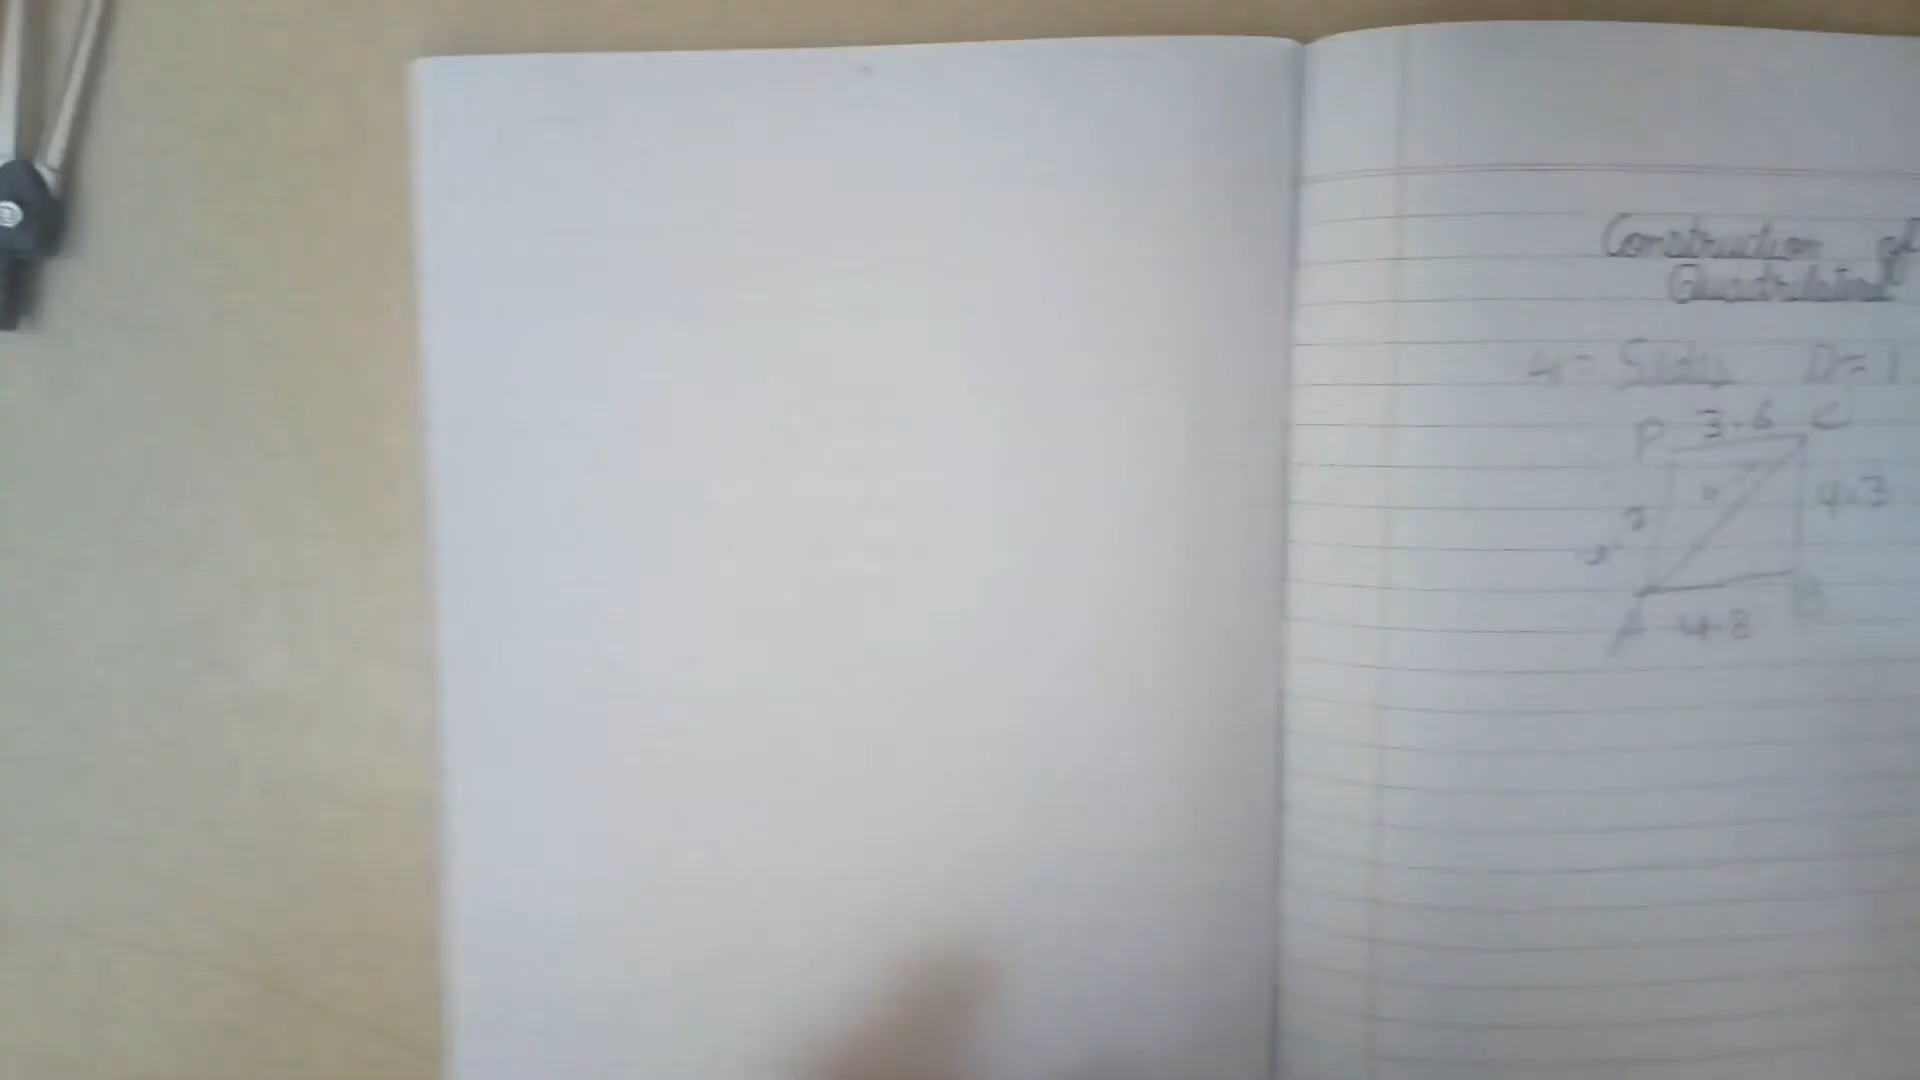 Construction of
Quadrilateral
4 = Sides D = 1
P 3.6 C
4.3
A 4.8 B